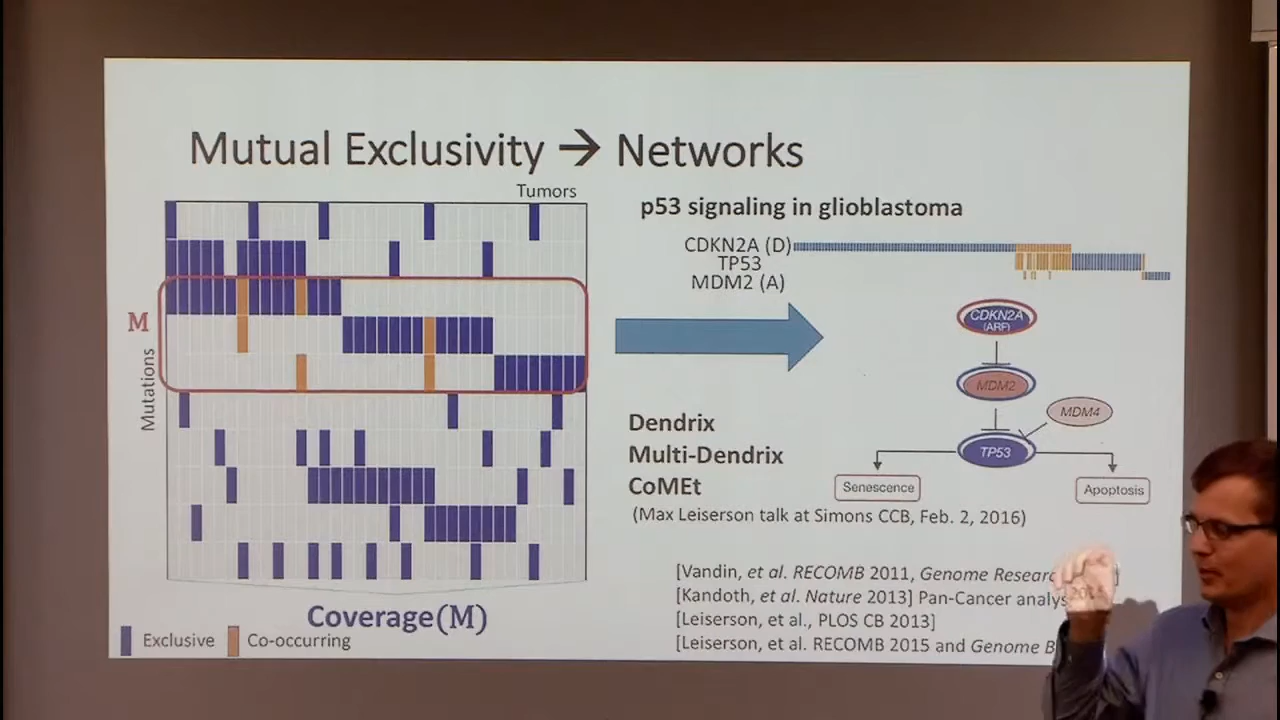 Mutual Exclusivity → Networks
Tumors
M
Mutations
Coverage(M)
Exclusive
Co-occurring
p53 signaling in glioblastoma
CDKN2A (D)
TP53
MDM2 (A)
CDKN2A
(ARF)
MDM2
MDM4
TP53
Senescence
Apoptosis
Dendrix
Multi-Dendrix
CoMEt
(Max Leiserson talk at Simons CCB, Feb. 2, 2016)
[Vandin, et al. RECOMB 2011, Genome
[Kandoth, et al. Nature 2013] Pan-Cancer
[Leiserson, et al., PLOS CB 2013]
[Leiserson, et al. RECOMB 2015 and Genome